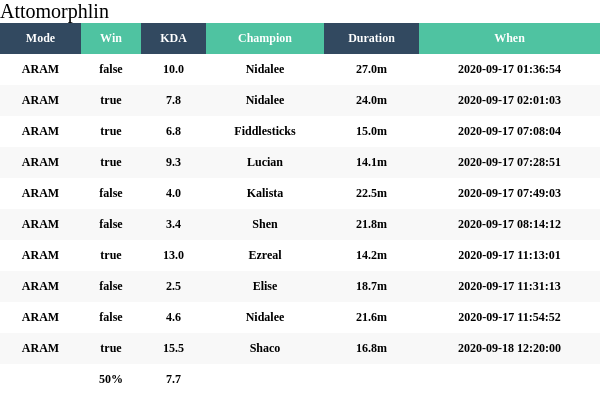 Attomorphlin
Mode Win KDA Champion Duration When
ARAM false 10.0 Nidalee 27.0m 2020-09-17 01:36:54
ARAM true 7.8 Nidalee 24.0m 2020-09-17 02:01:03
ARAM true 6.8 Fiddlesticks 15.0m 2020-09-17 07:08:04
ARAM true 9.3 Lucian 14.1m 2020-09-17 07:28:51
ARAM false 4.0 Kalista 22.5m 2020-09-17 07:49:03
ARAM false 3.4 Shen 21.8m 2020-09-17 08:14:12
ARAM true 13.0 Ezreal 14.2m 2020-09-17 11:13:01
ARAM false 2.5 Elise 18.7m 2020-09-17 11:31:13
ARAM false 4.6 Nidalee 21.6m 2020-09-17 11:54:52
ARAM true 15.5 Shaco 16.8m 2020-09-18 12:20:00
50% 7.7